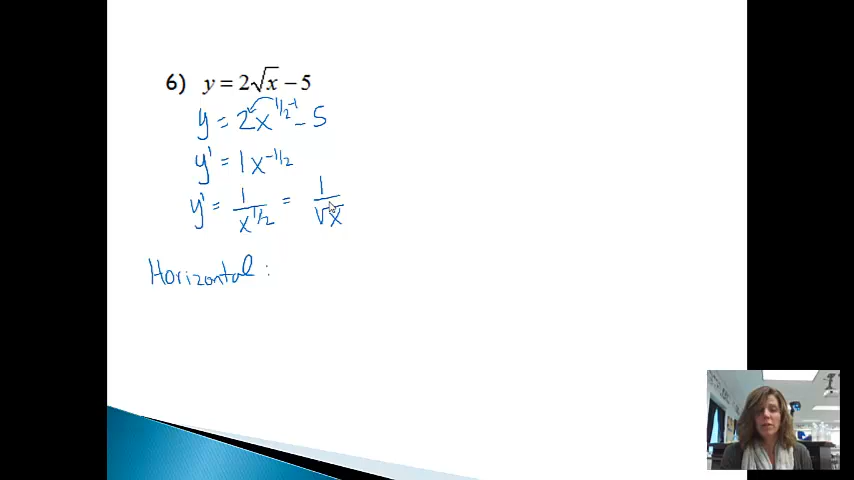 6) y = 2√x − 5
y = 2x^(1/2 -1) − 5
y' = 1x^(-1/2)
y' = 1/x^(1/2) = 1/√x
Horizontal :